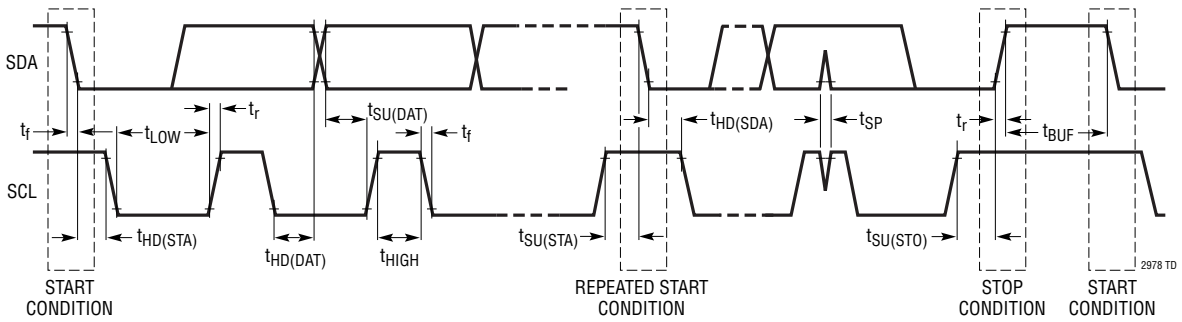 SDA
tf
tLOW
tr
tSU(DAT)
tf
tHD(SDA)
tSP
tr
tBUF
SCL
tHD(STA)
tHD(DAT)
tHIGH
tSU(STA)
tSU(STO)
2978 TD
START
CONDITION
REPEATED START
CONDITION
STOP
CONDITION
START
CONDITION